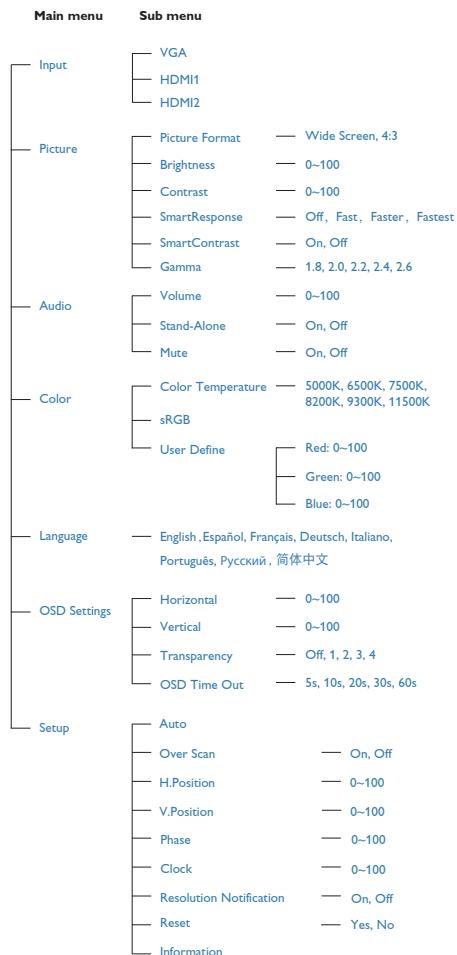 Main menu Sub menu
Input
VGA
HDMI1
HDMI2
Picture
Picture Format Wide Screen, 4:3
Brightness 0~100
Contrast 0~100
SmartResponse Off, Fast, Faster, Fastest
SmartContrast On, Off
Gamma 1.8, 2.0, 2.2, 2.4, 2.6
Audio
Volume 0~100
Stand-Alone On, Off
Mute On, Off
Color
Color Temperature 5000K, 6500K, 7500K,
8200K, 9300K, 11500K
sRGB
User Define Red: 0~100
Green: 0~100
Blue: 0~100
Language English, Español, Français, Deutsch, Italiano,
Português, Русский, 简体中文
OSD Settings
Horizontal 0~100
Vertical 0~100
Transparency Off, 1, 2, 3, 4
OSD Time Out 5s, 10s, 20s, 30s, 60s
Setup
Auto
Over Scan On, Off
H.Position 0~100
V.Position 0~100
Phase 0~100
Clock 0~100
Resolution Notification On, Off
Reset Yes, No
Information